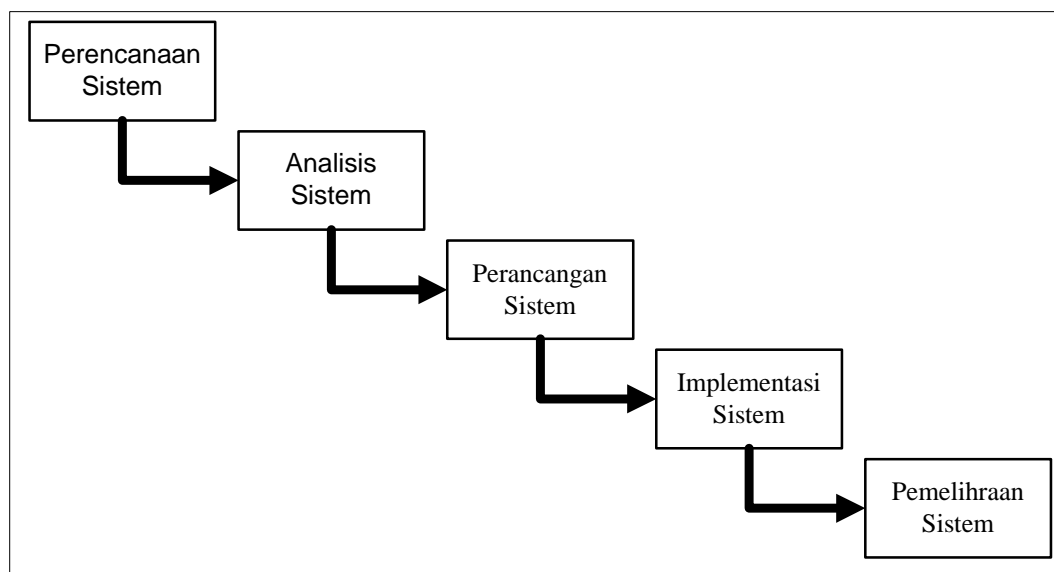 Perencanaan
Sistem
Analisis
Sistem
Perancangan
Sistem
Implementasi
Sistem
Pemelihraan
Sistem